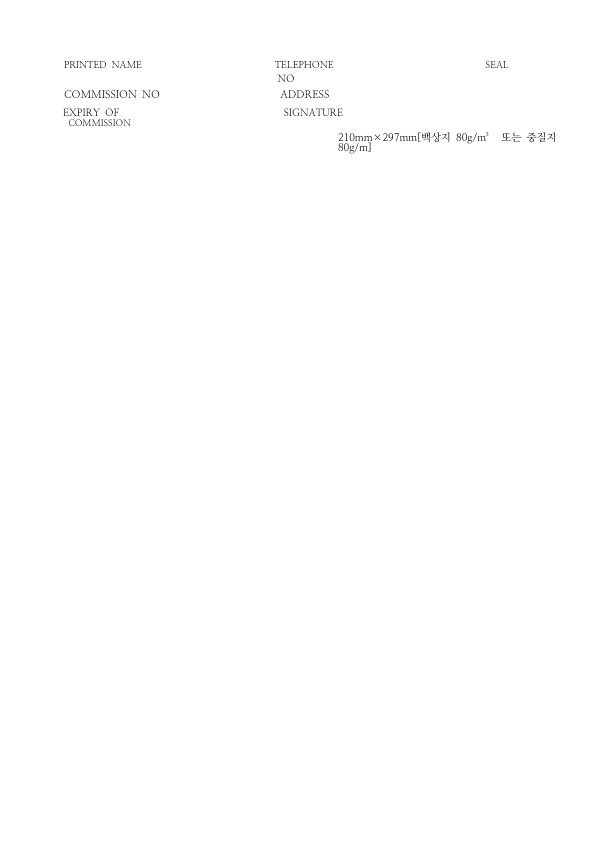 PRINTED NAME TELEPHONE SEAL
NO
COMMISSION NO ADDRESS
EXPIRY OF SIGNATURE
COMMISSION
210mm×297mm[백상지 80g/m² 또는 중질지
80g/m]